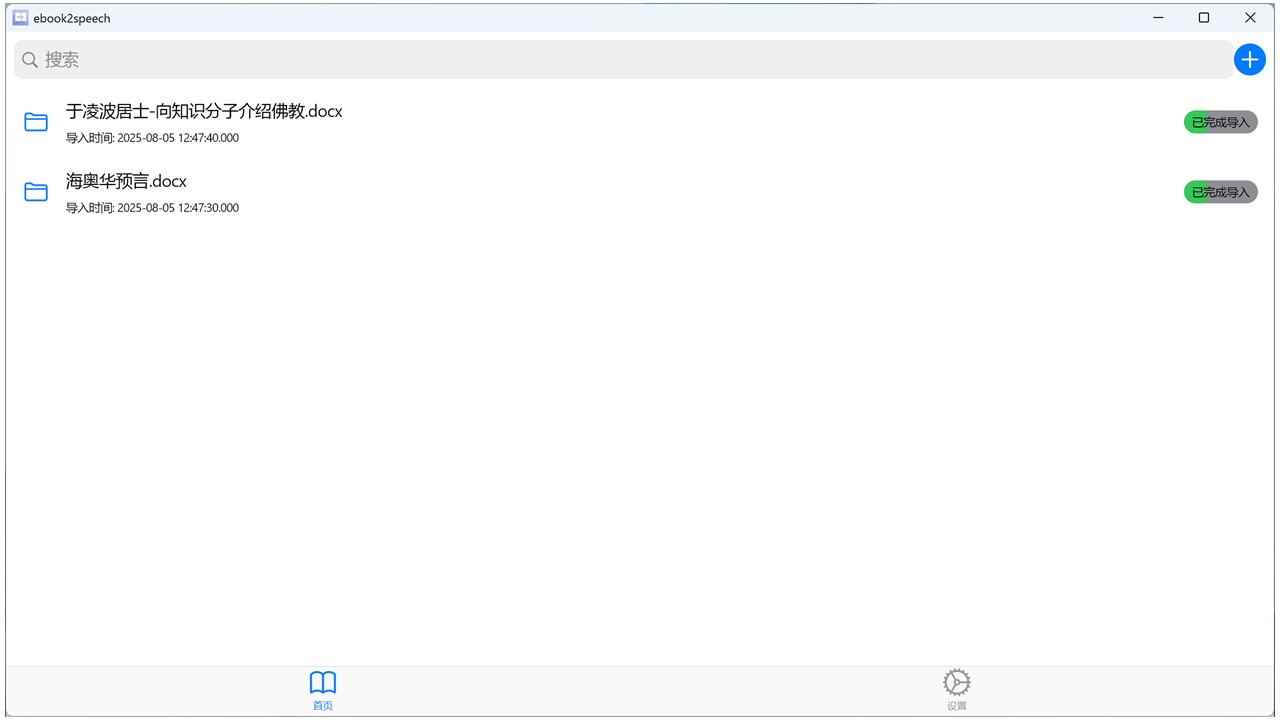 ebook2speech
搜索
于凌波居士-向知识分子介绍佛教.docx
导入时间: 2025-08-05 12:47:40.000
已完成导入
海奥华预言.docx
导入时间: 2025-08-05 12:47:30.000
已完成导入
首页
设置